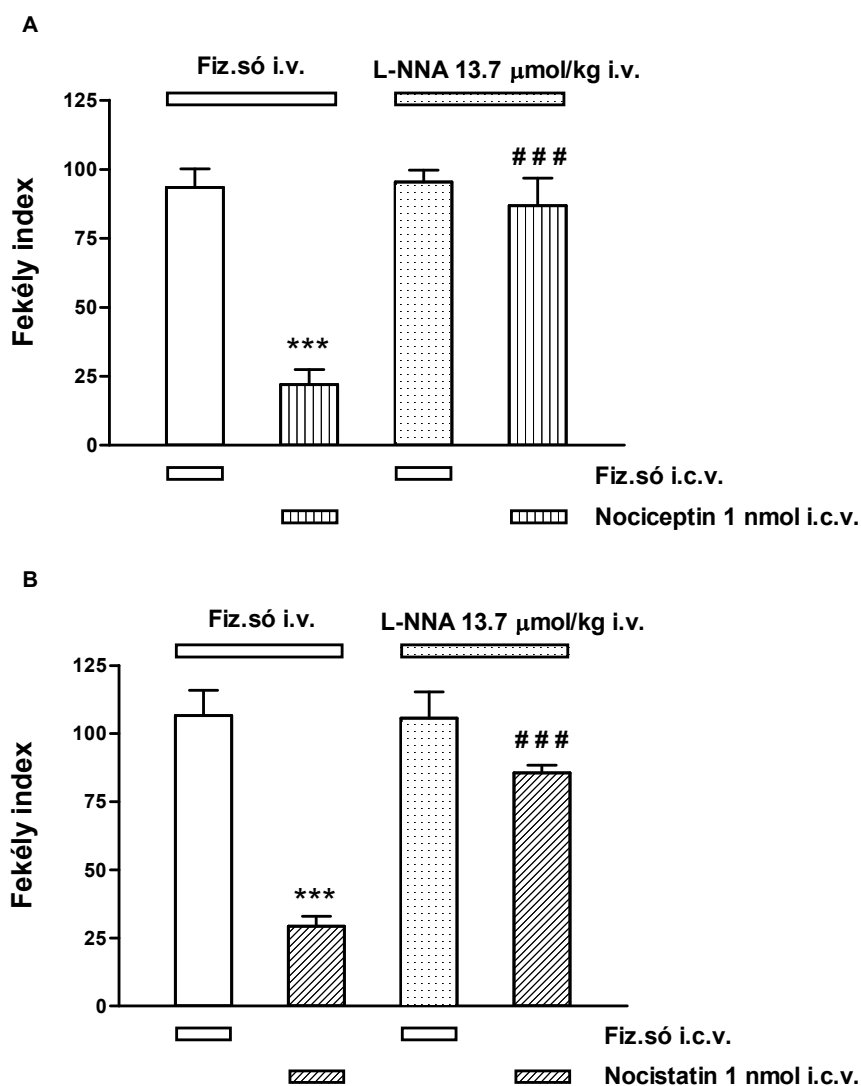 A
Fiz.só i.v.
L-NNA 13.7 μmol/kg i.v.
125
100
75
50
25
0
Fekély index
***
###
Fiz.só i.c.v.
Nociceptin 1 nmol i.c.v.
B
Fiz.só i.v.
L-NNA 13.7 μmol/kg i.v.
125
100
75
50
25
0
Fekély index
***
###
Fiz.só i.c.v.
Nocistatin 1 nmol i.c.v.